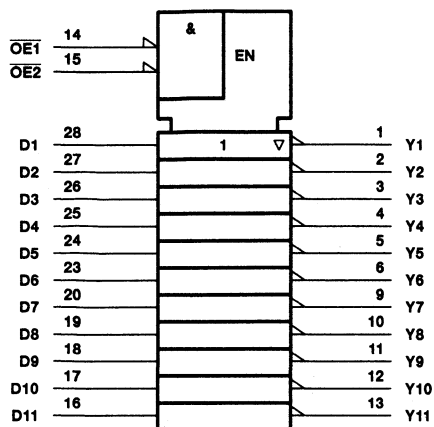 &
EN
OE1 14
OE2 15
D1 28 1 ▽ 1 Y1
D2 27 2 Y2
D3 26 3 Y3
D4 25 4 Y4
D5 24 5 Y5
D6 23 6 Y6
D7 20 9 Y7
D8 19 10 Y8
D9 18 11 Y9
D10 17 12 Y10
D11 16 13 Y11